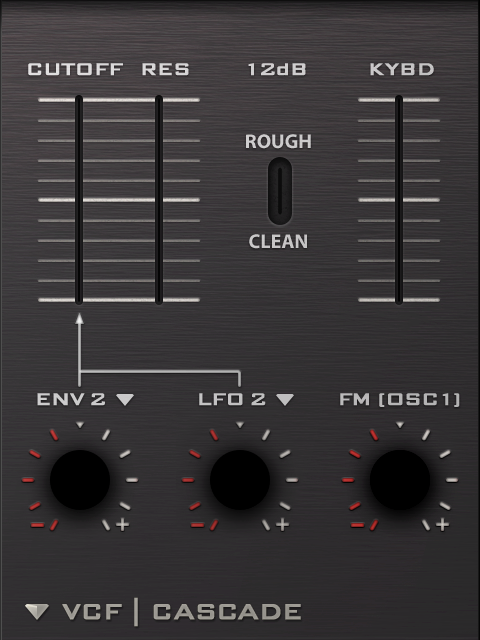 CUTOFF RES 12dB KYBD
ROUGH
CLEAN
ENV 2 LFO 2 FM [OSC1]
- + - + - +
VCF | CASCADE